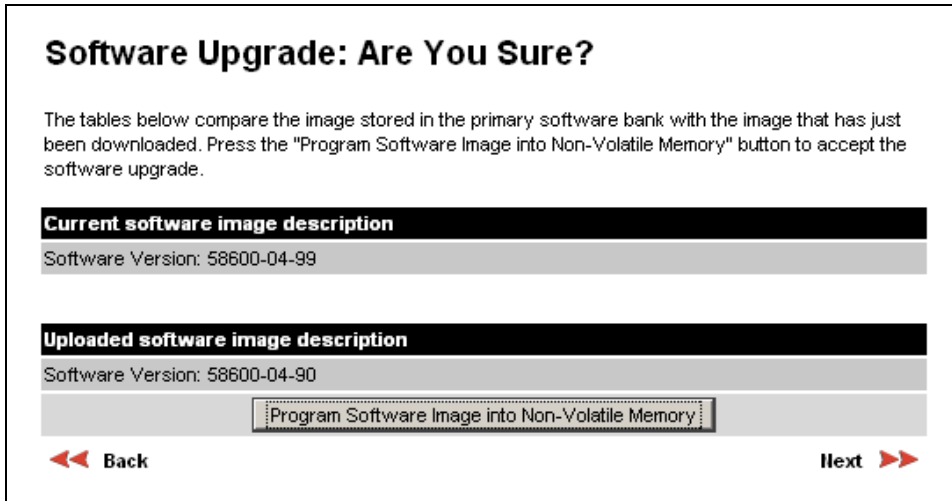 Software Upgrade: Are You Sure?
The tables below compare the image stored in the primary software bank with the image that has just
been downloaded. Press the "Program Software Image into Non-Volatile Memory" button to accept the
software upgrade.
Current software image description
Software Version: 58600-04-99
Uploaded software image description
Software Version: 58600-04-90
Program Software Image into Non-Volatile Memory
Back
Next